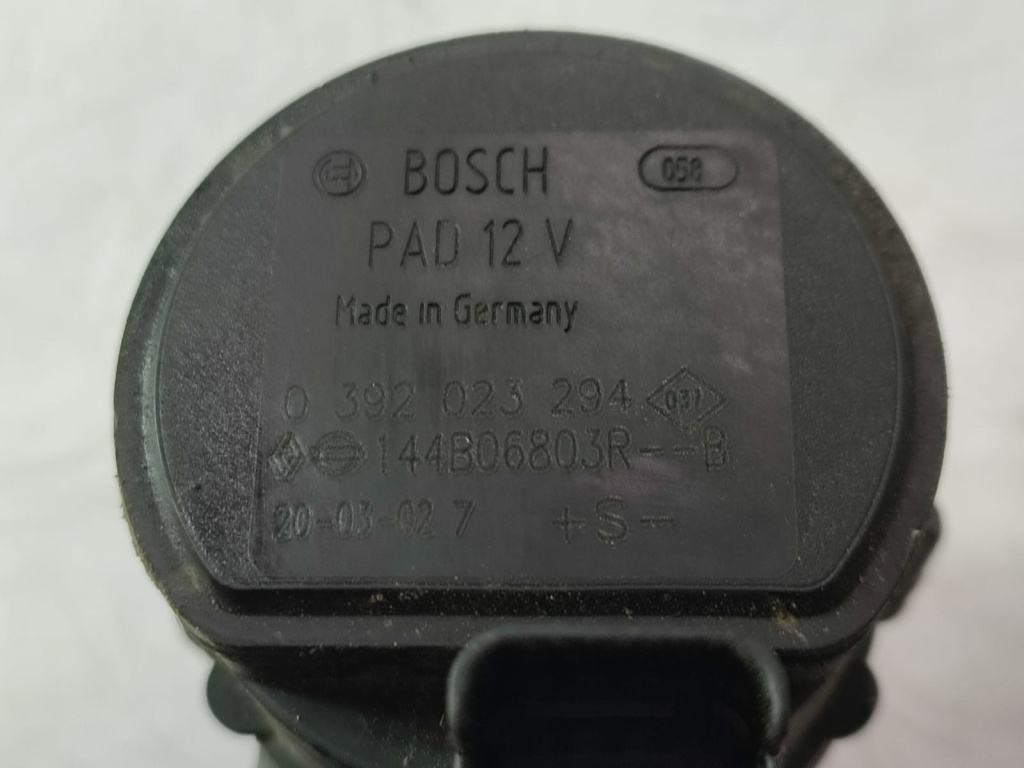 BOSCH 058
PAD 12 V
Made in Germany
0 392 023 294 031
144B06803R--B
20-03-02 7 +S-